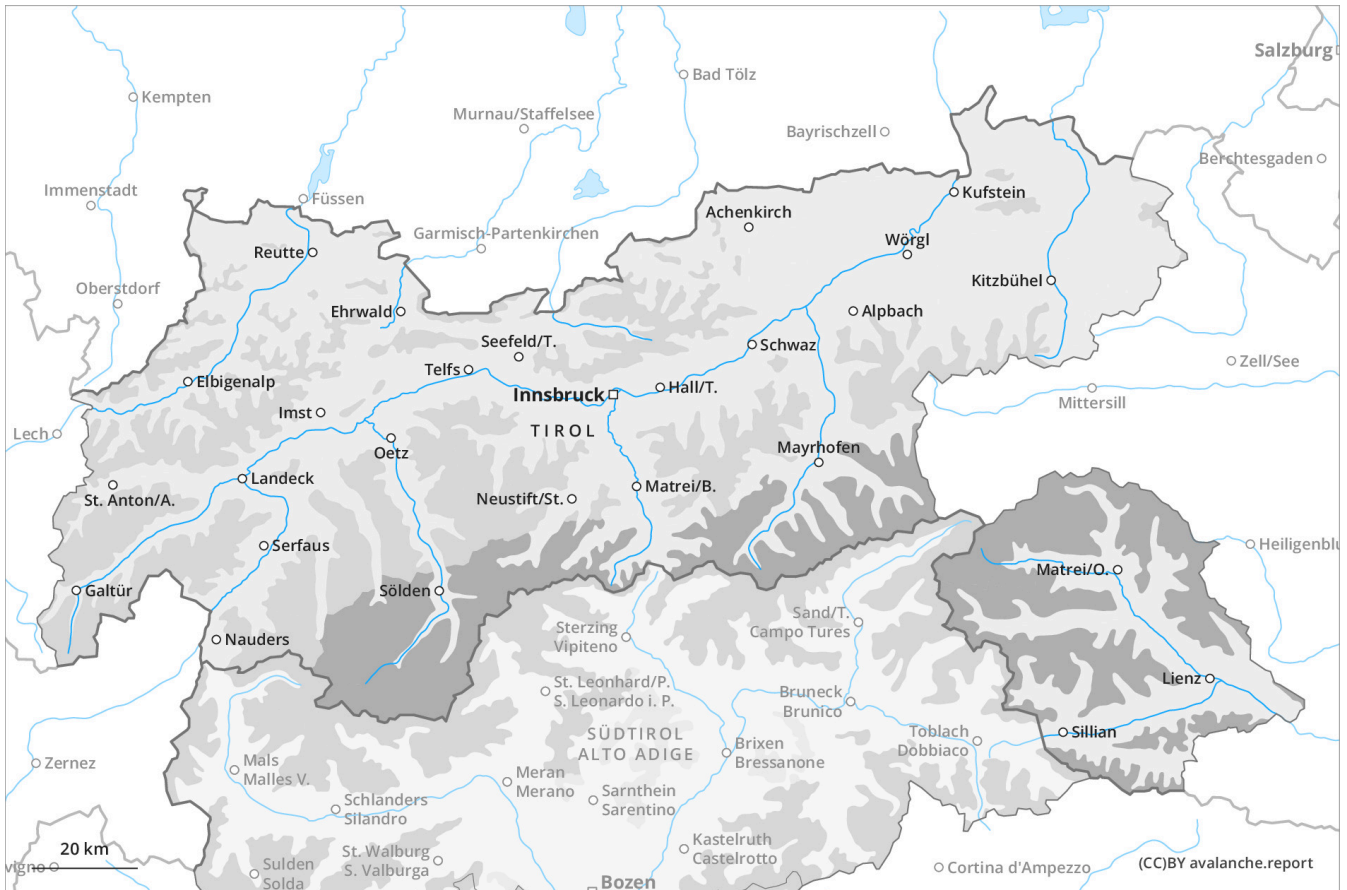 Salzburg
Bad Tölz
Kempten
Murnau/Staffelsee
Bayrischzell
Berchtesgaden
Immenstadt
Füssen
Kufstein
Achenkirch
Garmisch-Partenkirchen
Wörgl
Reutte
Kitzbühel
Oberstdorf
Ehrwald
Alpbach
Seefeld/T.
Schwaz
Zell/See
Telfs
Elbigenalp
Innsbruck
Hall/T.
Mittersill
Imst
TIROL
Lech
Oetz
Mayrhofen
Landeck
Matrei/B.
St. Anton/A.
Neustift/St.
Serfaus
Heiligenblu
Matrei/O.
Galtür
Sölden
Sand/T.
Campo Tures
Sterzing
Vipiteno
Nauders
Lienz
St. Leonhard/P.
S. Leonardo i. P.
Bruneck
Brunico
SÜDTIROL
ALTO ADIGE
Toblach
Dobbiaco
Sillian
Brixen
Bressanone
Zernez
Mals
Malles V.
Meran
Merano
Sarnthein
Sarentino
Schlanders
Silandro
Kastelruth
Castelrotto
20 km
St. Walburg
S. Valburga
vigno
Sulden
Solda
Cortina d'Ampezzo
(CC)BY avalanche.report
Bozen